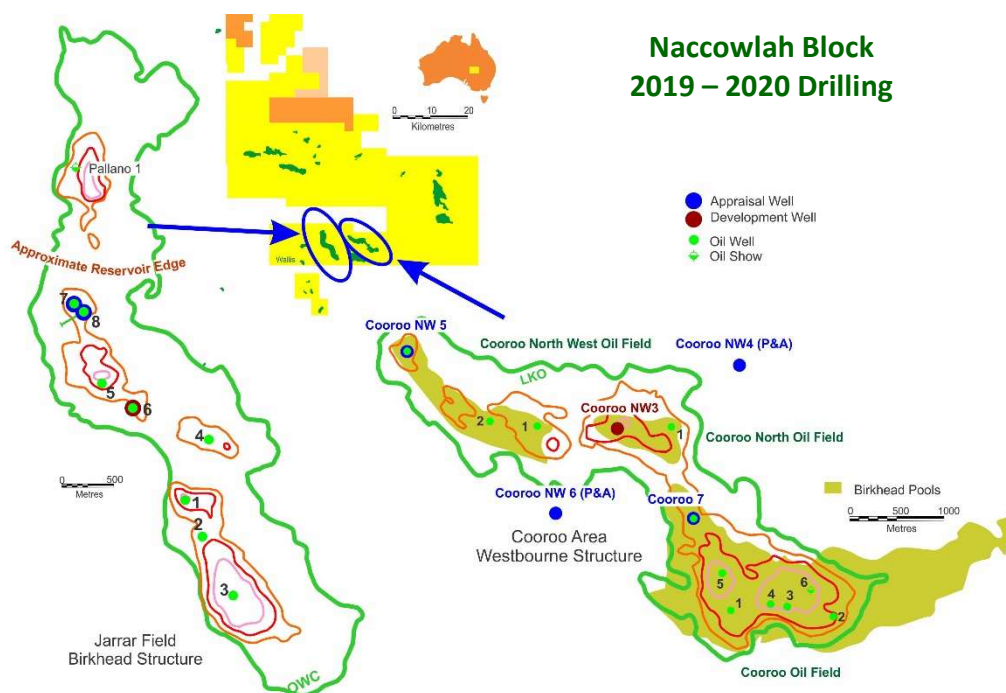 Naccowlah Block
2019 – 2020 Drilling
0 10 20
Kilometres
Pallano 1
Appraisal Well
Development Well
Oil Well
Oil Show
Wallis
Approximate Reservoir Edge
7
8
5
6
4
0 500
Metres
1
2
3
Jarrar Field
Birkhead Structure
OWC
Cooroo NW 5
Cooroo North West Oil Field
Cooroo NW4 (P&A)
LKO
2
1
Cooroo NW3
1
Cooroo North Oil Field
Cooroo NW 6 (P&A)
Cooroo Area
Westbourne Structure
Cooroo 7
Birkhead Pools
0 500 1000
Metres
5
1
4
3
6
2
Cooroo Oil Field